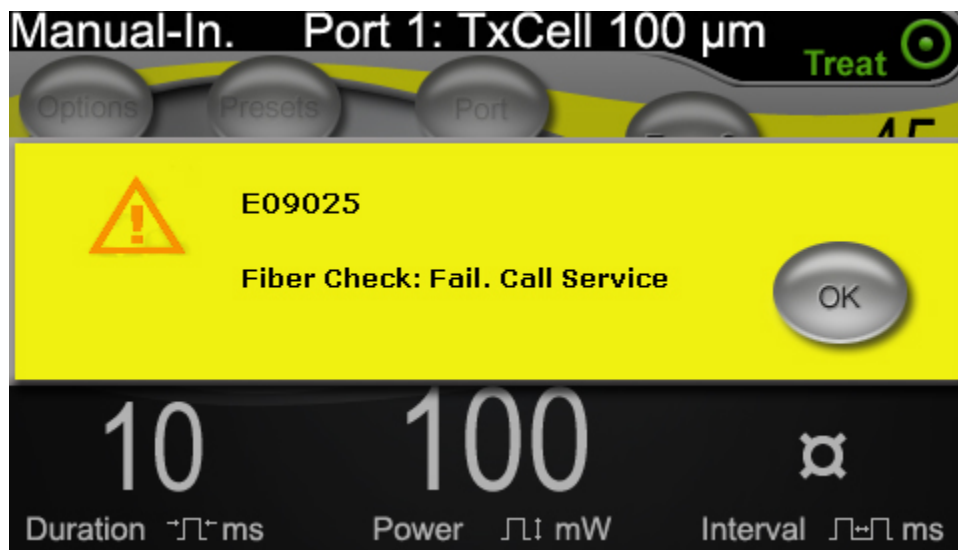 Manual-In. Port 1: TxCell 100 µm
Treat
Options Presets Port
E09025
Fiber Check: Fail. Call Service
OK
10 100 ¤
Duration ms Power mW Interval ms